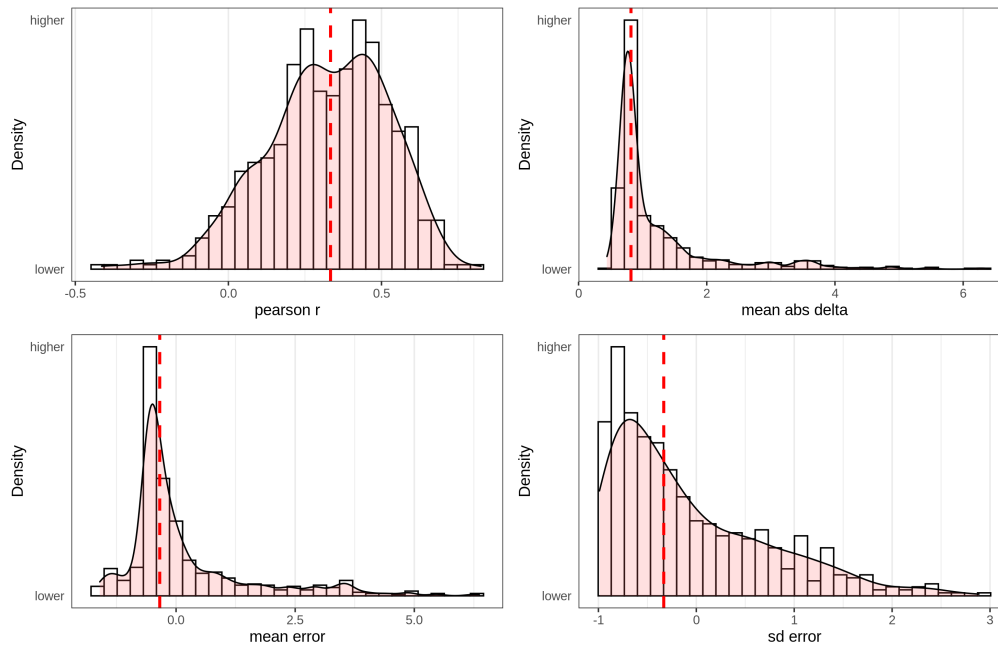 higher
Density
lower
-0.5 0.0 0.5
pearson r
higher
Density
lower
0 2 4 6
mean abs delta
higher
Density
lower
0.0 2.5 5.0
mean error
higher
Density
lower
-1 0 1 2 3
sd error